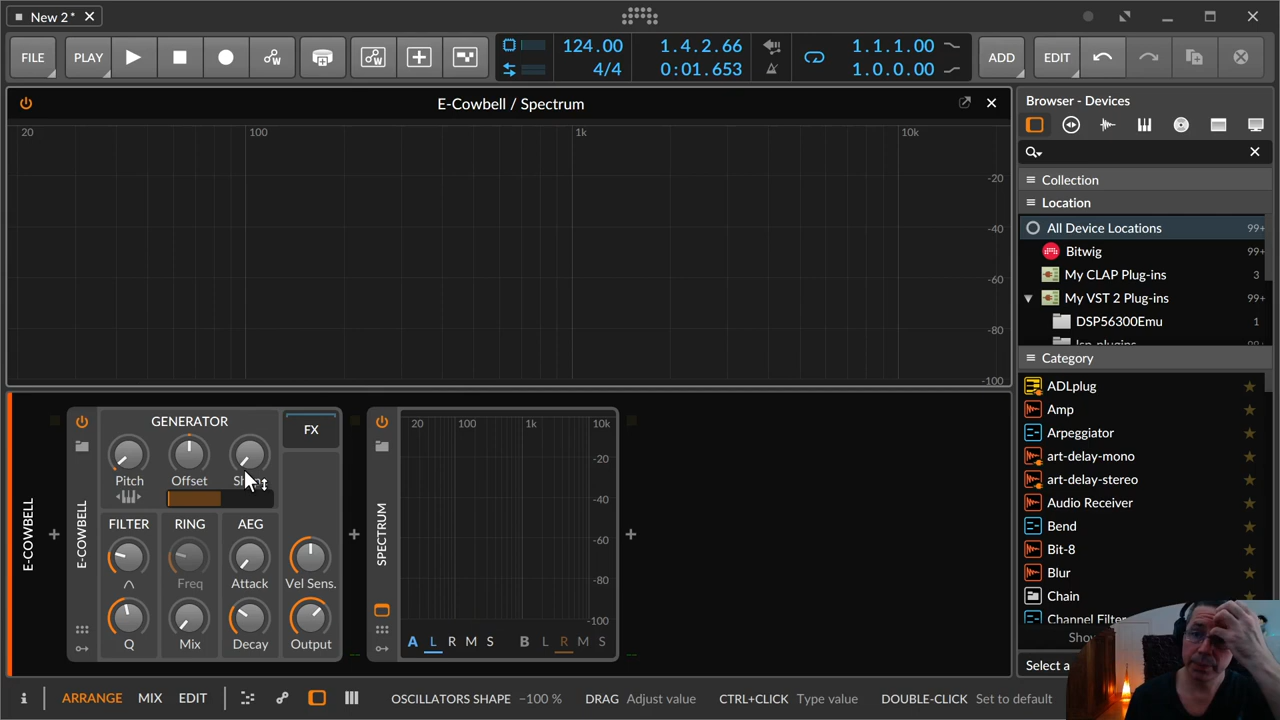 New 2*
FILE
PLAY
124.00
4/4
1.4.2.66
0:01.653
1.1.1.00
1.0.0.00
ADD
EDIT
E-Cowbell / Spectrum
20 100 1k 10k
-20
-40
-60
-80
-100
Browser - Devices
Collection
Location
All Device Locations 99+
Bitwig 99+
My CLAP Plug-ins 3
My VST 2 Plug-ins 99+
DSP56300Emu 1
lsp-plugins
Category
ADLplug
Amp
Arpeggiator
art-delay-mono
art-delay-stereo
Audio Receiver
Bend
Bit-8
Blur
Chain
Channel Filter
Select a
E-COWBELL
E-COWBELL
GENERATOR
Pitch Offset
FX
FILTER RING AEG
Freq Attack Vel Sens.
Q Mix Decay Output
SPECTRUM
20 100 1k 10k
-20
-40
-60
-80
-100
A L R M S B L R M S
ARRANGE MIX EDIT
OSCILLATORS SHAPE -100 % DRAG Adjust value CTRL+CLICK Type value DOUBLE-CLICK Set to default